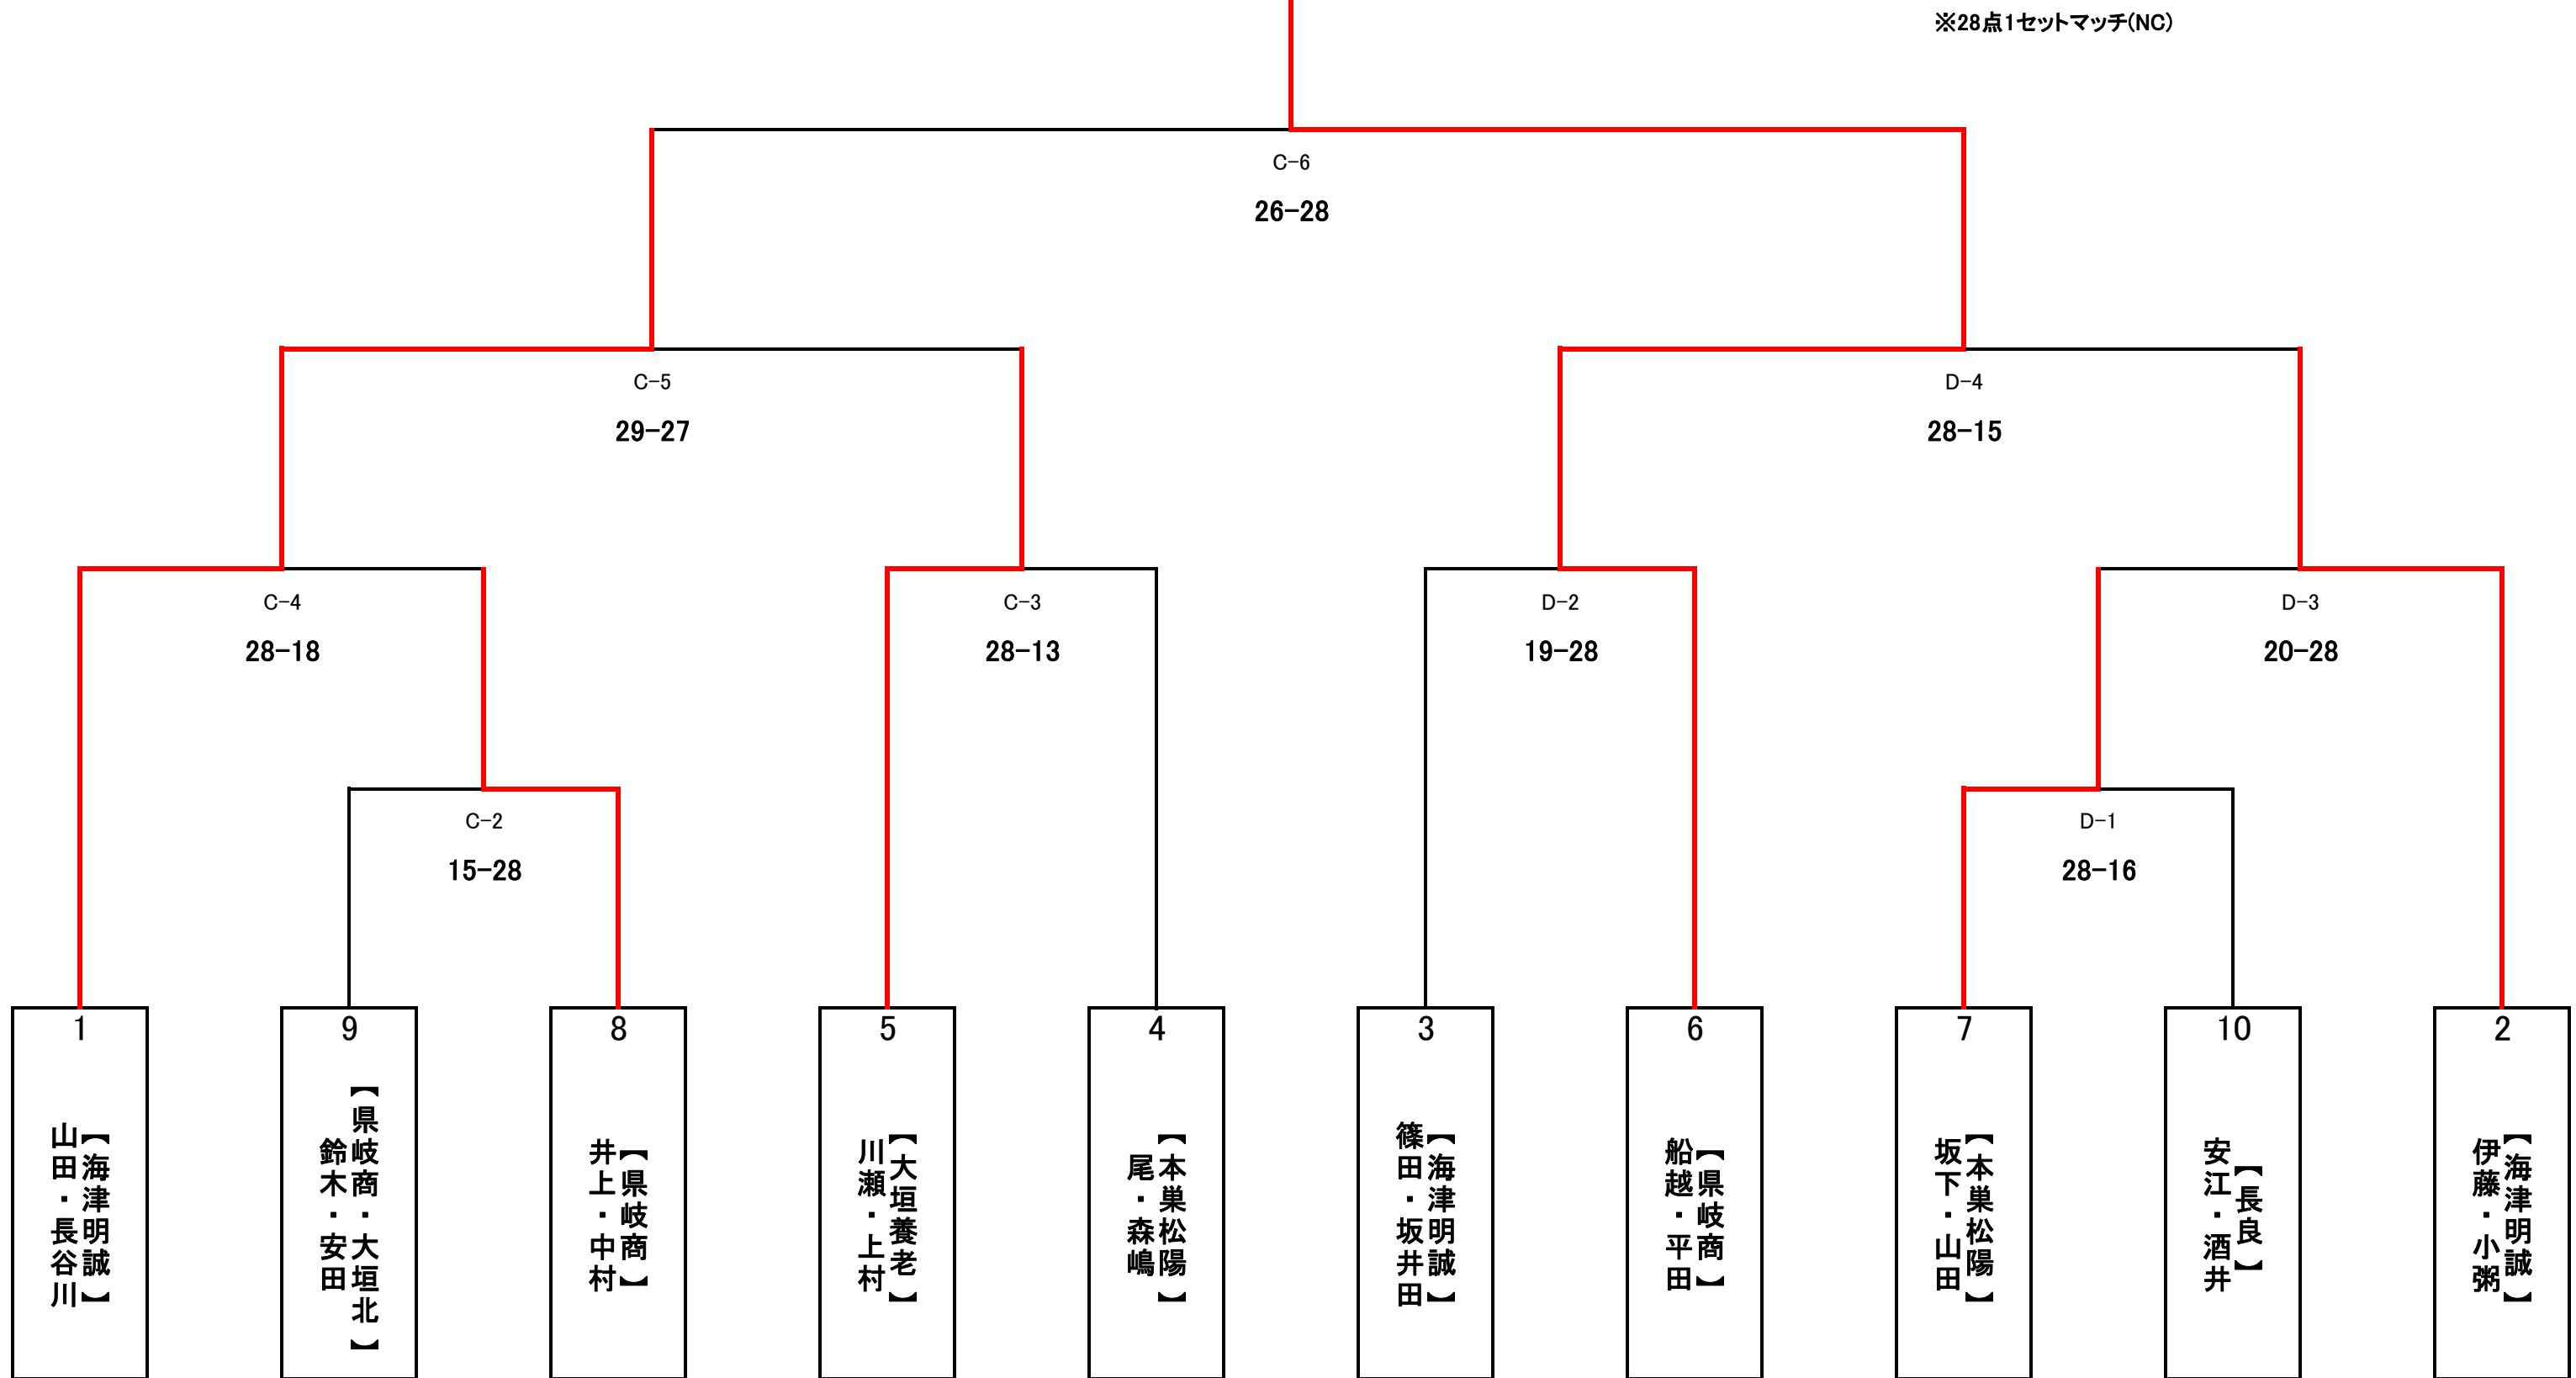 ※28点1セットマッチ(NC)
C-6
26-28
C-5
29-27
D-4
28-15
C-4
28-18
C-3
28-13
D-2
19-28
D-3
20-28
C-2
15-28
D-1
28-16
1
【海津明誠】
山田・長谷川
9
【県岐商・大垣北】
鈴木・安田
8
【県岐商】
井上・中村
5
【大垣養老】
川瀬・上村
4
【本巣松陽】
尾・森嶋
3
【海津明誠】
篠田・坂井田
6
【県岐商】
船越・平田
7
【本巣松陽】
坂下・山田
10
【長良】
安江・酒井
2
【海津明誠】
伊藤・小粥